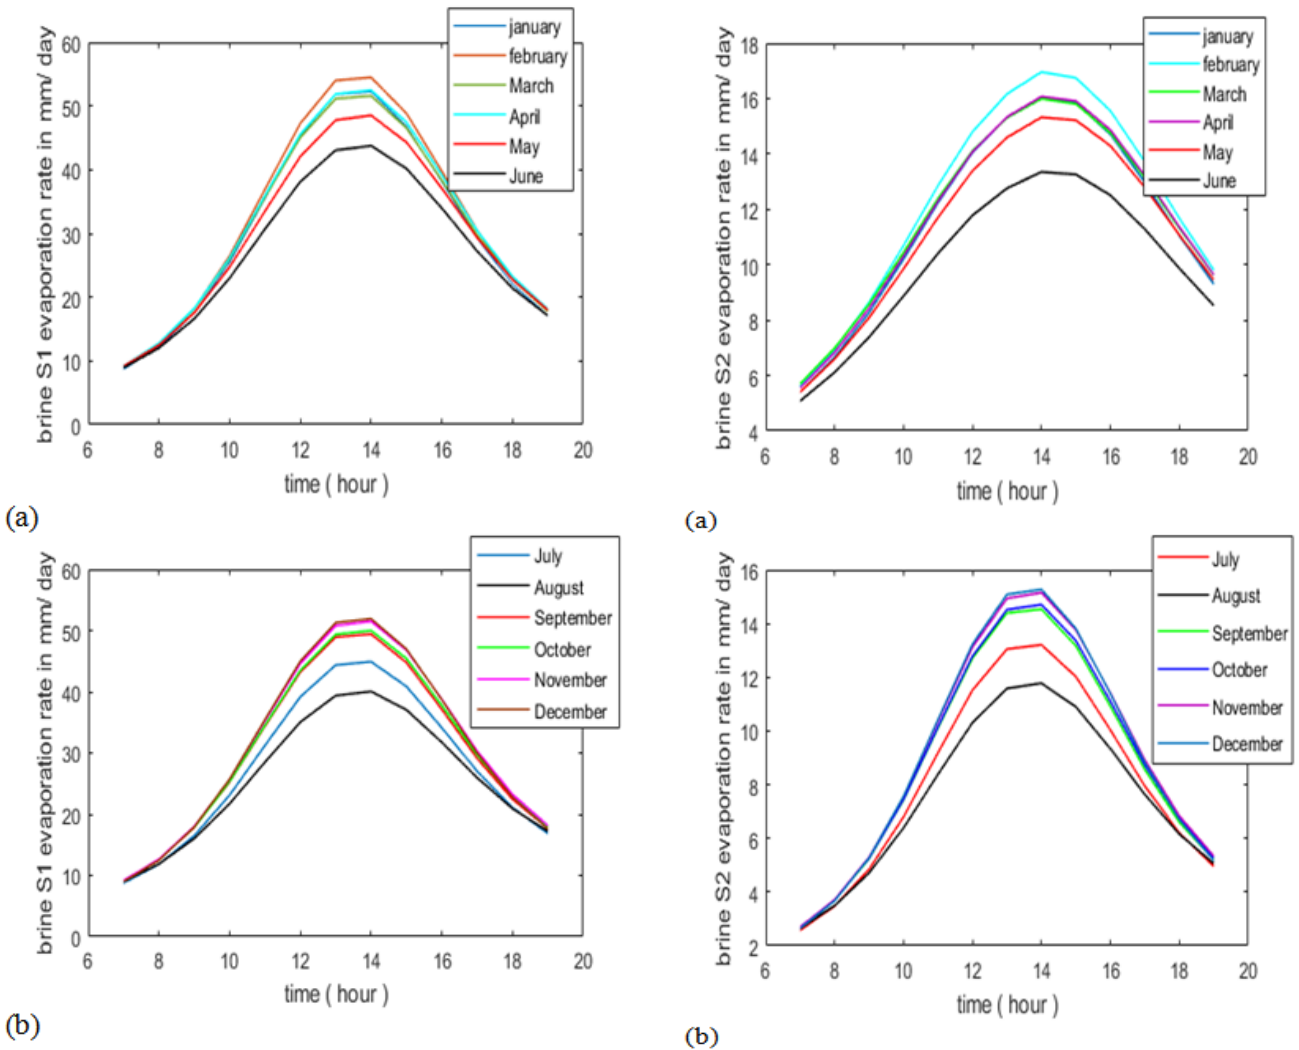 brine S1 evaporation rate in mm/ day
60
50
40
30
20
10
0
6 8 10 12 14 16 18 20
time ( hour )
january
february
March
April
May
June
(a)
brine S2 evaporation rate in mm/ day
18
16
14
12
10
8
6
4
6 8 10 12 14 16 18 20
time ( hour )
january
february
March
April
May
June
(a)
brine S1 evaporation rate in mm/ day
60
50
40
30
20
10
0
6 8 10 12 14 16 18 20
time ( hour )
July
August
September
October
November
December
(b)
brine S2 evaporation rate in mm/ day
16
14
12
10
8
6
4
2
6 8 10 12 14 16 18 20
time ( hour )
July
August
September
October
November
December
(b)